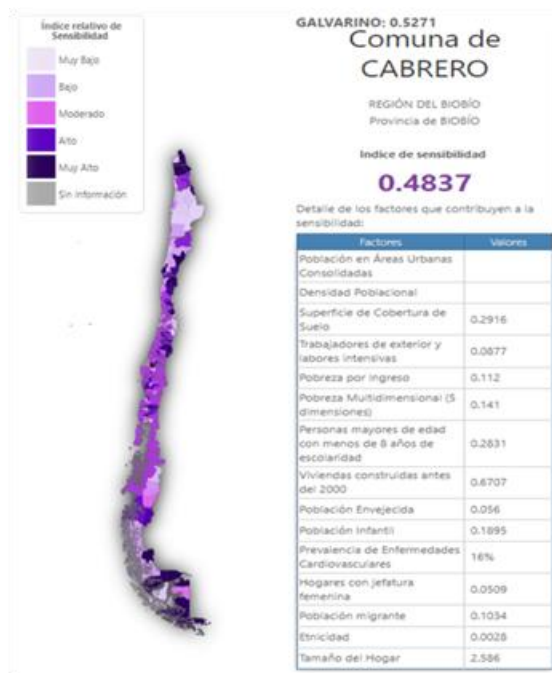 Índice relativo de
Sensibilidad
Muy Bajo
Bajo
Moderado
Alto
Muy Alto
Sin Información
GALVARINO: 0.5271
Comuna de
CABRERO
REGIÓN DEL BIOBÍO
Provincia de BIOBÍO
Indice de sensibilidad
0.4837
Detalle de los factores que contribuyen a la
sensibilidad:
Factores Valores
Población en Áreas Urbanas
Consolidadas
Densidad Poblacional
Superficie de Cobertura de
Suelo 0.2916
Trabajadores de exterior y
labores intensivas 0.0877
Pobreza por Ingreso 0.112
Pobreza Multidimensional (5
dimensiones) 0.141
Personas mayores de edad
con menos de 8 años de
escolaridad 0.2831
Viviendas construidas antes
del 2000 0.6707
Población Envejecida 0.056
Población Infantil 0.1895
Prevalencia de Enfermedades
Cardiovasculares 16%
Hogares con jefatura
femenina 0.0509
Población migrante 0.1034
Etnicidad 0.0028
Tamaño del Hogar 2.586